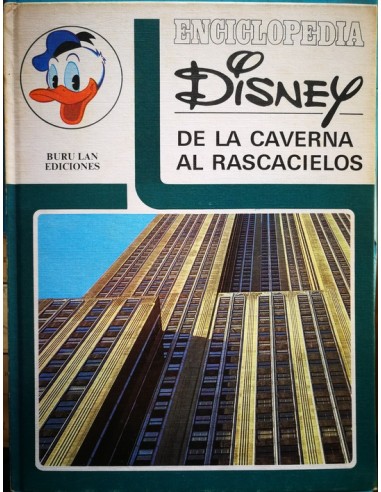 ENCICLOPEDIA
DISNEY
DE LA CAVERNA
AL RASCACIELOS
BURU LAN
EDICIONES